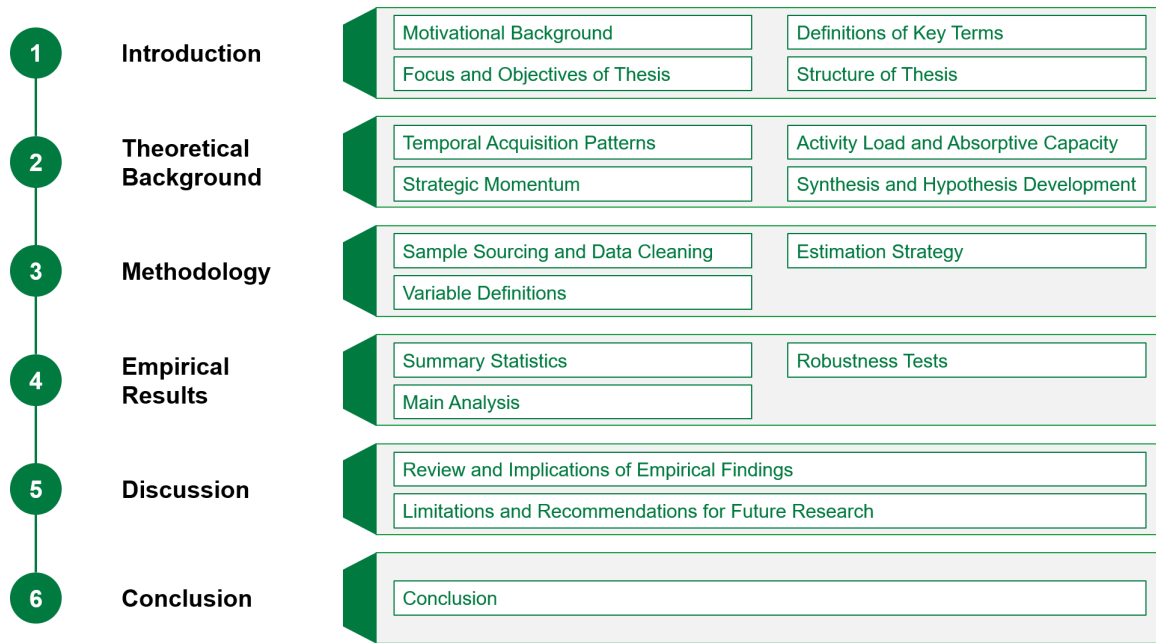 1
Introduction
Motivational Background
Definitions of Key Terms
Focus and Objectives of Thesis
Structure of Thesis
2
Theoretical
Background
Temporal Acquisition Patterns
Activity Load and Absorptive Capacity
Strategic Momentum
Synthesis and Hypothesis Development
3
Methodology
Sample Sourcing and Data Cleaning
Estimation Strategy
Variable Definitions
4
Empirical
Results
Summary Statistics
Robustness Tests
Main Analysis
5
Discussion
Review and Implications of Empirical Findings
Limitations and Recommendations for Future Research
6
Conclusion
Conclusion